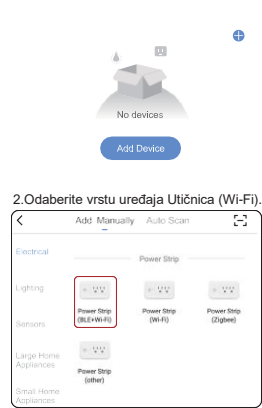 No devices
Add Device
2.Odaberite vrstu uređaja Utičnica (Wi-Fi).
Add Manually Auto Scan
Electrical
Power Strip
Lighting
Power Strip
(BLE+Wi-Fi)
Power Strip
(Wi-Fi)
Power Strip
(Zigbee)
Sensors
Large Home
Appliances
Power Strip
(other)
Small Home
Appliances